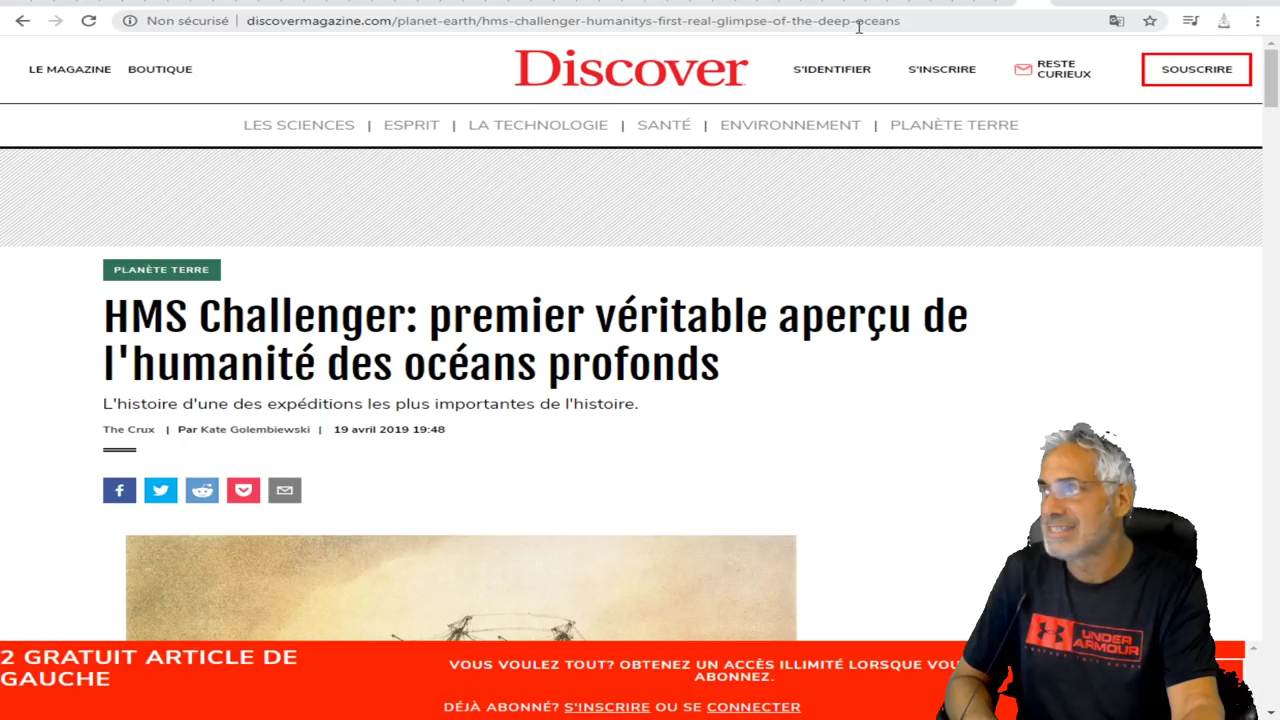 Non sécurisé | discovermagazine.com/planet-earth/hms-challenger-humanitys-first-real-glimpse-of-the-deep-oceans
LE MAGAZINE BOUTIQUE Discover S'IDENTIFIER S'INSCRIRE RESTE CURIEUX SOUSCRIRE
LES SCIENCES | ESPRIT | LA TECHNOLOGIE | SANTÉ | ENVIRONNEMENT | PLANÈTE TERRE
PLANÈTE TERRE
HMS Challenger: premier véritable aperçu de
l'humanité des océans profonds
L'histoire d'une des expéditions les plus importantes de l'histoire.
The Crux | Par Kate Golembiewski | 19 avril 2019 19:48
UNDER
ARMOUR
2 GRATUIT ARTICLE DE
GAUCHE
VOUS VOULEZ TOUT? OBTENEZ UN ACCÈS ILLIMITÉ LORSQUE
ABONNEZ.
DÉJÀ ABONNÉ? S'INSCRIRE OU SE CONNECTER